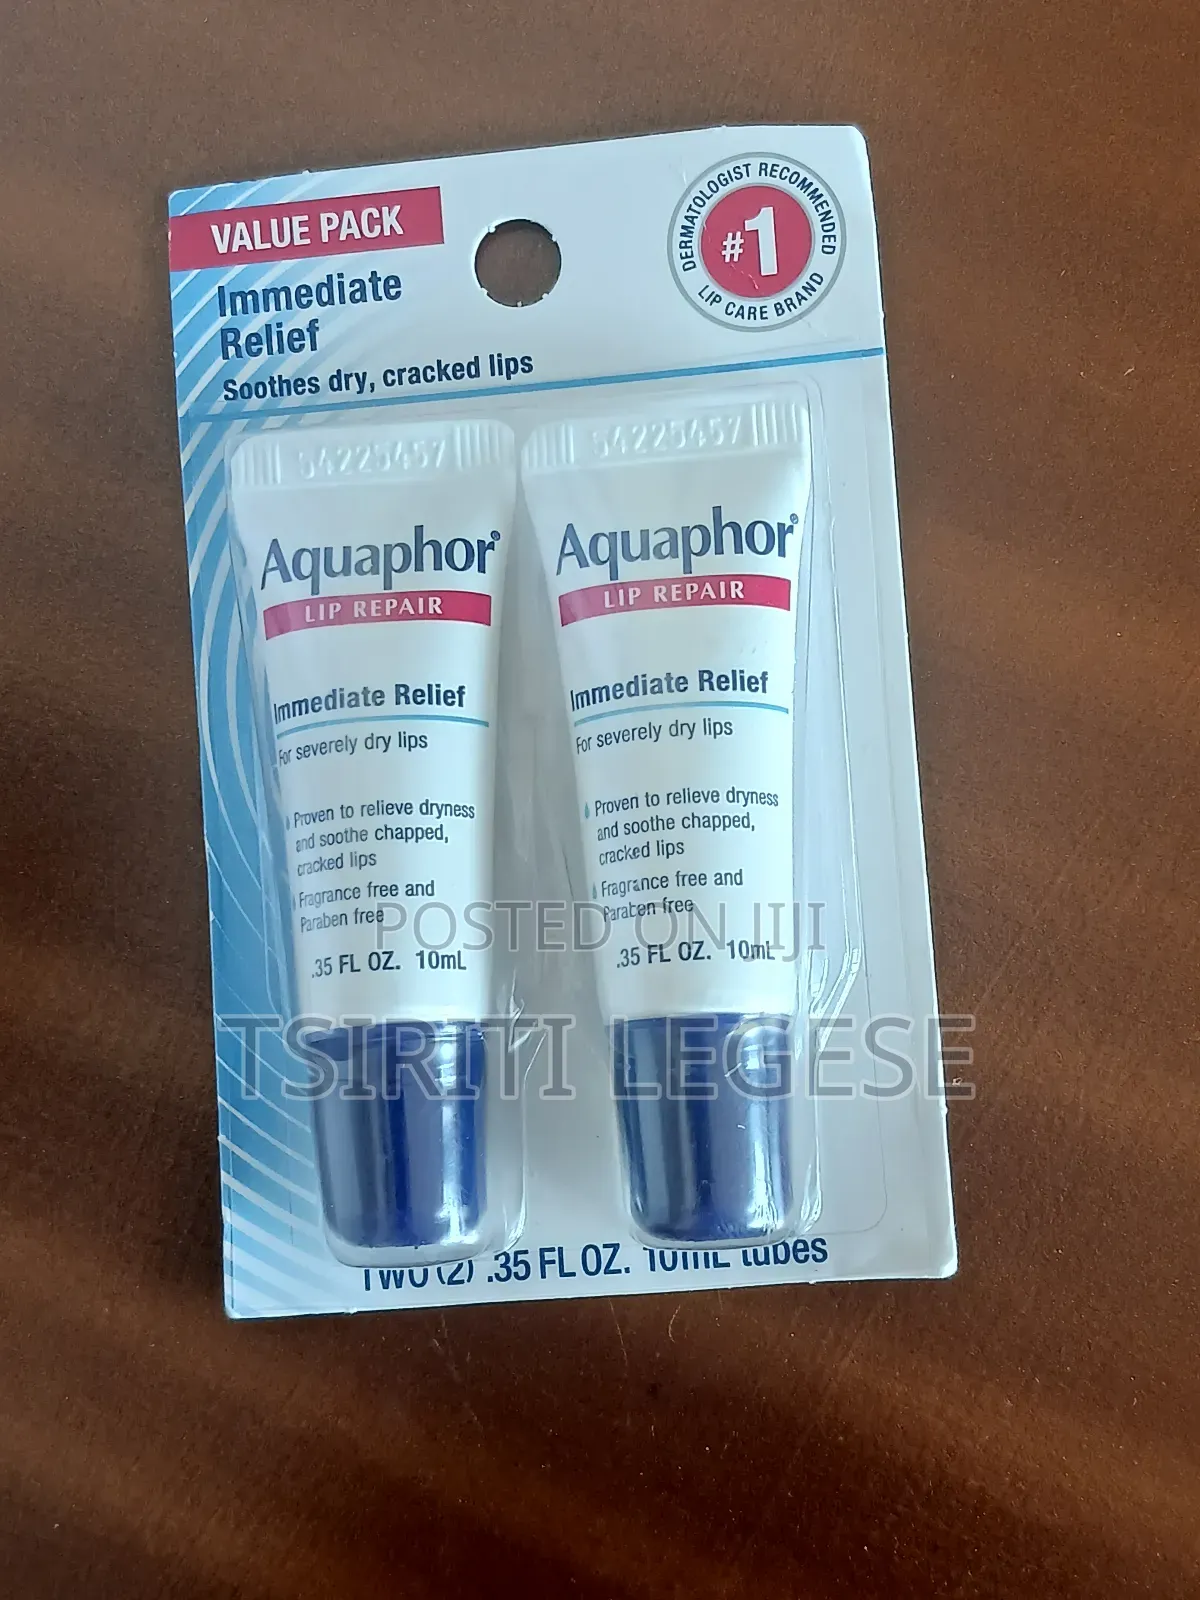 VALUE PACK
Immediate
Relief
Soothes dry, cracked lips
DERMATOLOGIST RECOMMENDED
#1
LIP CARE BRAND
54225457
Aquaphor®
LIP REPAIR
Immediate Relief
For severely dry lips
Proven to relieve dryness
and soothe chapped,
cracked lips
Fragrance free and
Paraben free
.35 FL OZ. 10mL
54225457
Aquaphor®
LIP REPAIR
Immediate Relief
For severely dry lips
Proven to relieve dryness
and soothe chapped,
cracked lips
Fragrance free and
Paraben free
.35 FL OZ. 10mL
POSTED ON JIJI
TSIRITI LEGESE
TWO (2) .35 FL OZ. 10mL tubes